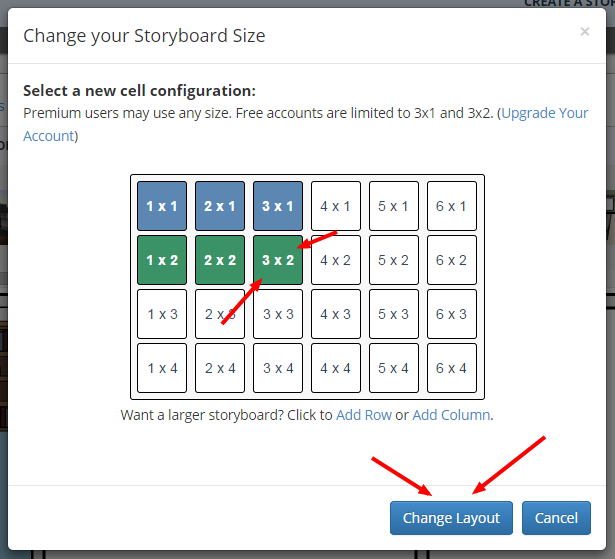 CREATE A STOR
Change your Storyboard Size ×
Select a new cell configuration:
Premium users may use any size. Free accounts are limited to 3x1 and 3x2. (Upgrade Your
Account)
1 x 1 2 x 1 3 x 1 4 x 1 5 x 1 6 x 1
1 x 2 2 x 2 3 x 2 4 x 2 5 x 2 6 x 2
1 x 3 2 x 3 3 x 3 4 x 3 5 x 3 6 x 3
1 x 4 2 x 4 3 x 4 4 x 4 5 x 4 6 x 4
Want a larger storyboard? Click to Add Row or Add Column.
Change Layout Cancel